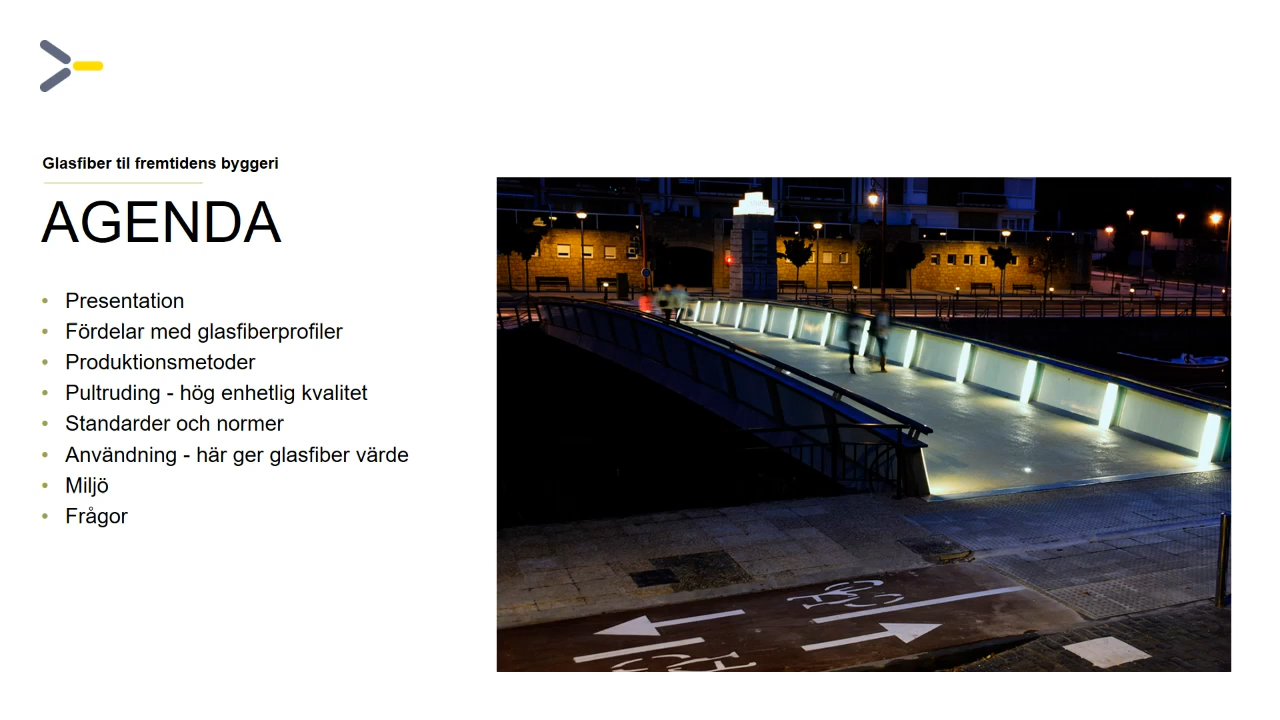 Glasfiber til fremtidens byggeri
AGENDA
• Presentation
• Fördelar med glasfiberprofiler
• Produktionsmetoder
• Pultruding - hög enhetlig kvalitet
• Standarder och normer
• Användning - här ger glasfiber värde
• Miljö
• Frågor